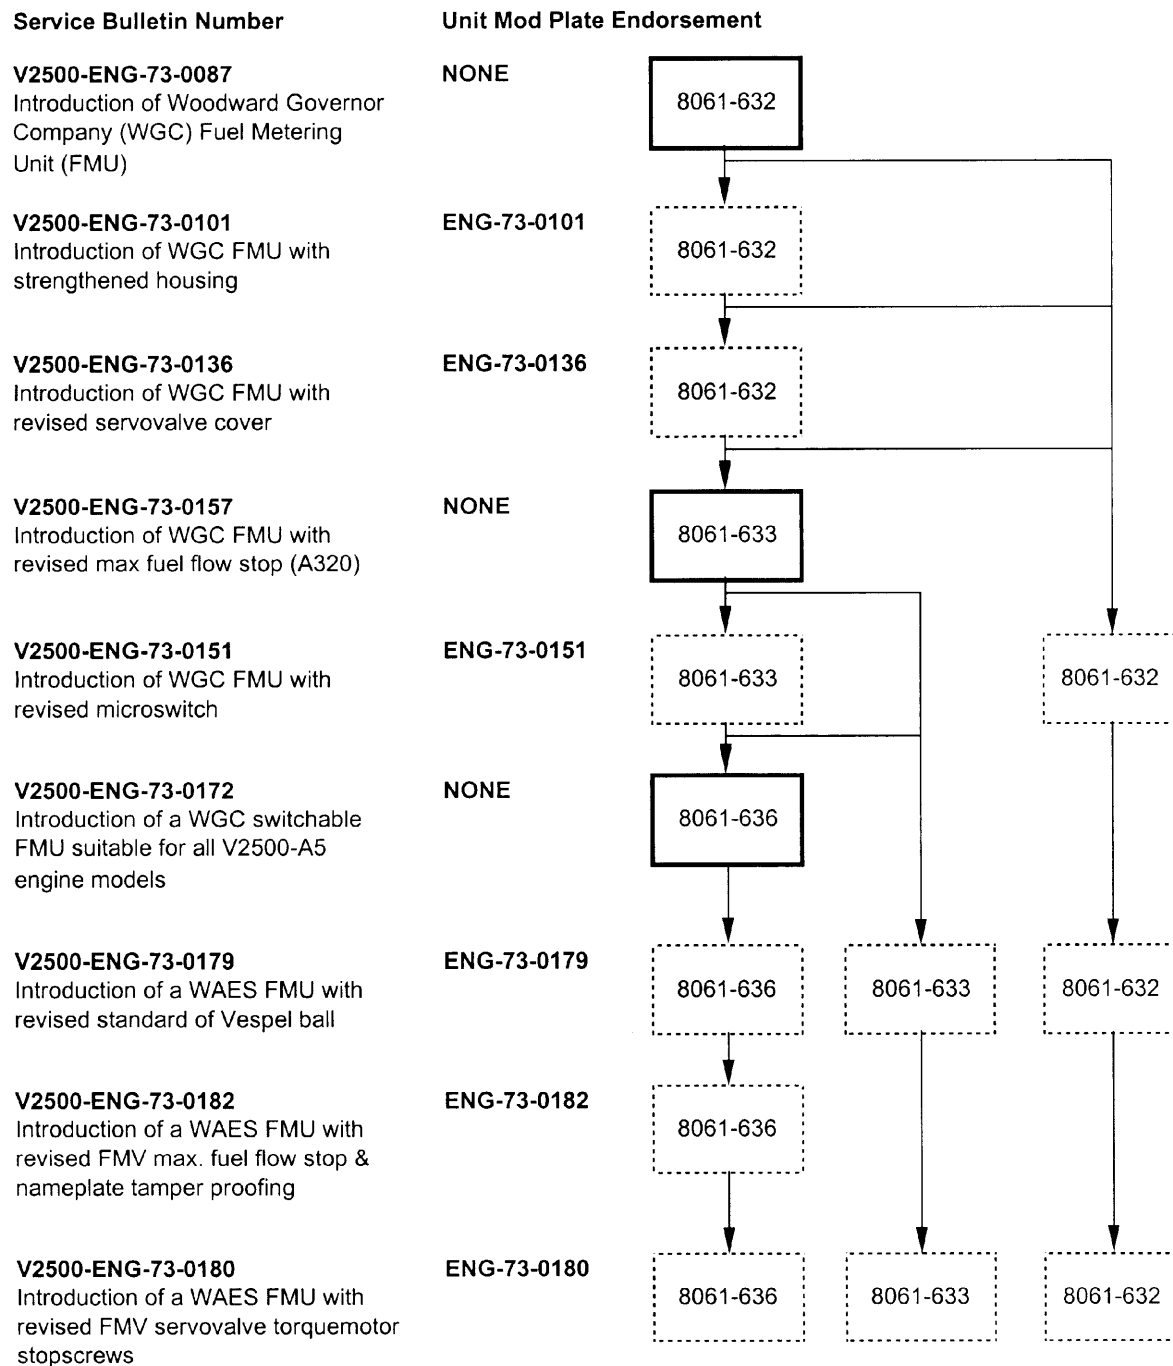 Service Bulletin Number Unit Mod Plate Endorsement
V2500-ENG-73-0087 NONE
Introduction of Woodward Governor
Company (WGC) Fuel Metering
Unit (FMU)
8061-632
V2500-ENG-73-0101 ENG-73-0101
Introduction of WGC FMU with
strengthened housing
8061-632
V2500-ENG-73-0136 ENG-73-0136
Introduction of WGC FMU with
revised servovalve cover
8061-632
V2500-ENG-73-0157 NONE
Introduction of WGC FMU with
revised max fuel flow stop (A320)
8061-633
V2500-ENG-73-0151 ENG-73-0151
Introduction of WGC FMU with
revised microswitch
8061-633 8061-632
V2500-ENG-73-0172 NONE
Introduction of a WGC switchable
FMU suitable for all V2500-A5
engine models
8061-636
V2500-ENG-73-0179 ENG-73-0179
Introduction of a WAES FMU with
revised standard of Vespel ball
8061-636 8061-633 8061-632
V2500-ENG-73-0182 ENG-73-0182
Introduction of a WAES FMU with
revised FMV max. fuel flow stop &
nameplate tamper proofing
8061-636
V2500-ENG-73-0180 ENG-73-0180
Introduction of a WAES FMU with
revised FMV servovalve torquemotor
stopscrews
8061-636 8061-633 8061-632